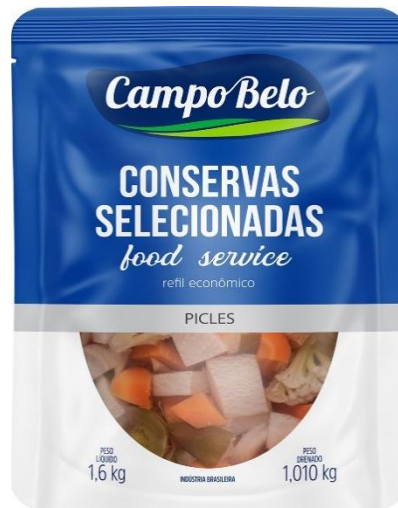 Campo Belo
CONSERVAS
SELECIONADAS
food service
refil econômico
PICLES
PESO
LÍQUIDO
1,6 kg
INDÚSTRIA BRASILEIRA
PESO
DRENADO
1,010 kg